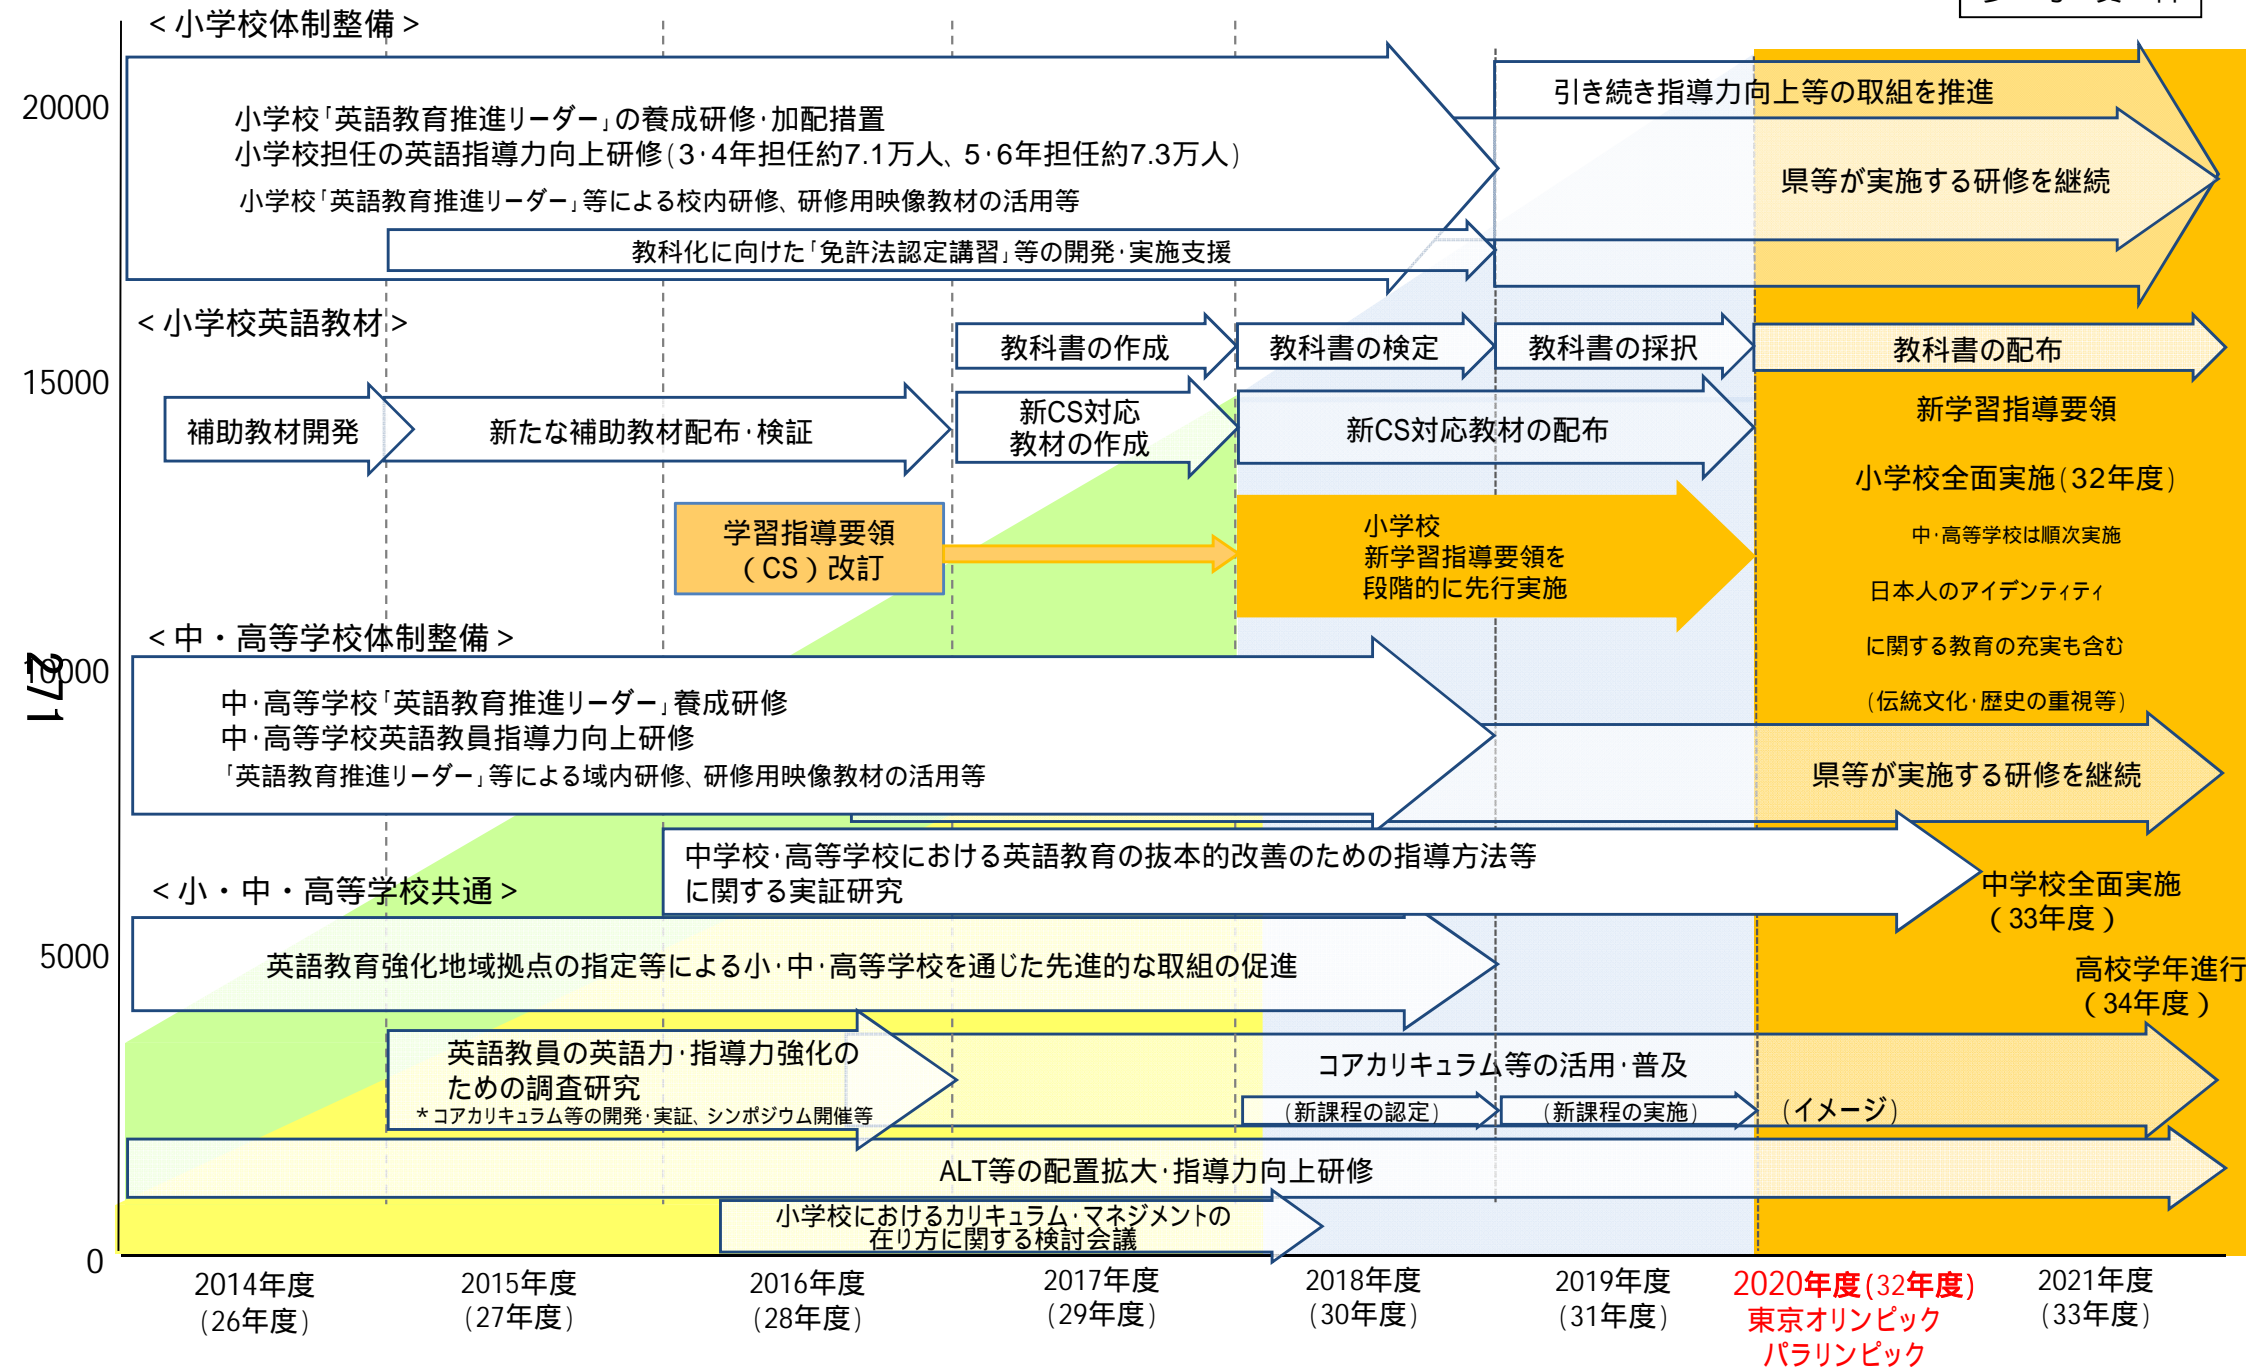 ＜小学校体制整備＞
20000
小学校「英語教育推進リーダー」の養成研修・加配措置
小学校担任の英語指導力向上研修（3・4年担任約7.1万人、5・6年担任約7.3万人）
小学校「英語教育推進リーダー」等による校内研修、研修用映像教材の活用等
引き続き指導力向上等の取組を推進
県等が実施する研修を継続
教科化に向けた「免許法認定講習」等の開発・実施支援
＜小学校英語教材＞
教科書の作成
教科書の検定
教科書の採択
教科書の配布
15000
補助教材開発
新たな補助教材配布・検証
新CS対応
教材の作成
新CS対応教材の配布
新学習指導要領
小学校全面実施（32年度）
中・高等学校は順次実施
日本人のアイデンティティ
に関する教育の充実も含む
（伝統文化・歴史の重視等）
学習指導要領
（CS）改訂
小学校
新学習指導要領を
段階的に先行実施
＜中・高等学校体制整備＞
10000
271
中・高等学校「英語教育推進リーダー」養成研修
中・高等学校英語教員指導力向上研修
「英語教育推進リーダー」等による域内研修、研修用映像教材の活用等
県等が実施する研修を継続
中学校・高等学校における英語教育の抜本的改善のための指導方法等
に関する実証研究
中学校全面実施
（33年度）
＜小・中・高等学校共通＞
5000
英語教育強化地域拠点の指定等による小・中・高等学校を通じた先進的な取組の促進
高校学年進行
（34年度）
英語教員の英語力・指導力強化の
ための調査研究
*コアカリキュラム等の開発・実証、シンポジウム開催等
コアカリキュラム等の活用・普及
（新課程の認定）
（新課程の実施）
（イメージ）
ALT等の配置拡大・指導力向上研修
小学校におけるカリキュラム・マネジメントの
在り方に関する検討会議
0
2014年度
（26年度）
2015年度
（27年度）
2016年度
（28年度）
2017年度
（29年度）
2018年度
（30年度）
2019年度
（31年度）
2020年度（32年度）
東京オリンピック
パラリンピック
2021年度
（33年度）